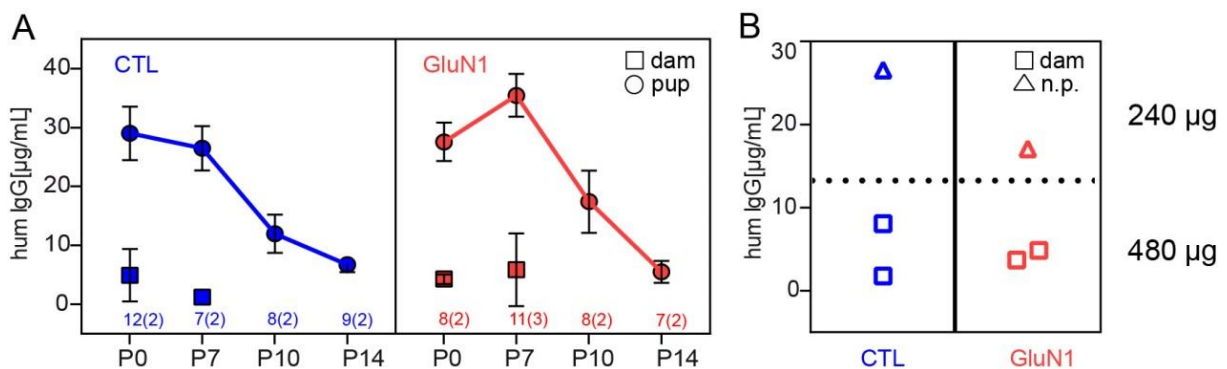 A
CTL
GluN1
dam
pup
hum IgG[µg/mL]
40
30
20
10
0
12(2) 7(2) 8(2) 9(2) 8(2) 11(3) 8(2) 7(2)
P0 P7 P10 P14 P0 P7 P10 P14
B
dam
n.p.
hum IgG[µg/mL]
30
20
10
0
CTL GluN1
240 µg
480 µg